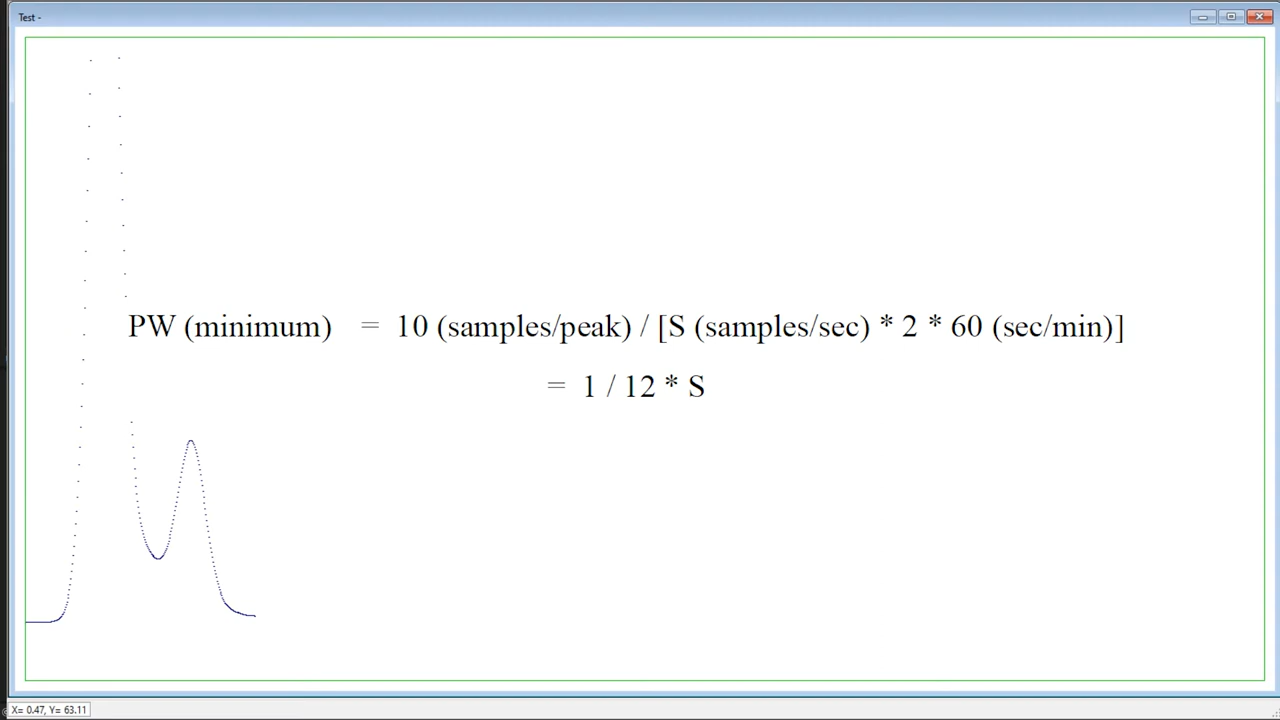 Test -
PW (minimum) = 10 (samples/peak) / [S (samples/sec) * 2 * 60 (sec/min)]
= 1 / 12 * S
X= 0.47, Y= 63.11